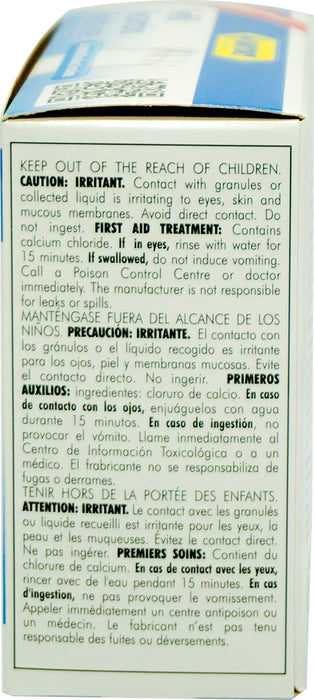 KEEP OUT OF THE REACH OF CHILDREN.
CAUTION: IRRITANT. Contact with granules or
collected liquid is irritating to eyes, skin and
mucous membranes. Avoid direct contact. Do
not ingest. FIRST AID TREATMENT: Contains
calcium chloride. If in eyes, rinse with water for
15 minutes. If swallowed, do not induce vomiting.
Call a Poison Control Centre or doctor
immediately. The manufacturer is not responsible
for leaks or spills.
MANTÉNGASE FUERA DEL ALCANCE DE LOS
NIÑOS. PRECAUCIÓN: IRRITANTE. El contacto con
los gránulos o el líquido recogido es irritante
para los ojos, piel y membranas mucosas. Evite
el contacto directo. No ingerir. PRIMEROS
AUXILIOS: ingredientes: cloruro de calcio. En caso
de contacto con los ojos, enjuáguelos con agua
durante 15 minutos. En caso de ingestión, no
provocar el vómito. Llame inmediatamente al
Centro de Información Toxicológica o a un
médico. El fabricante no se responsabiliza de
fugas o derrames.
TENIR HORS DE LA PORTÉE DES ENFANTS.
ATTENTION: IRRITANT. Le contact avec les granulés
ou liquide recueilli est irritant pour les yeux, la
peau et les muqueuses. Évitez le contact direct.
Ne pas ingérer. PREMIERS SOINS: Contient du
chlorure de calcium. En cas de contact avec les yeux,
rincer avec de l'eau pendant 15 minutes. En cas
d'ingestion, ne pas provoquer le vomissement.
Appeler immédiatement un centre antipoison ou
un médecin. Le fabricant n'est pas tenu
responsable des fuites ou déversements.